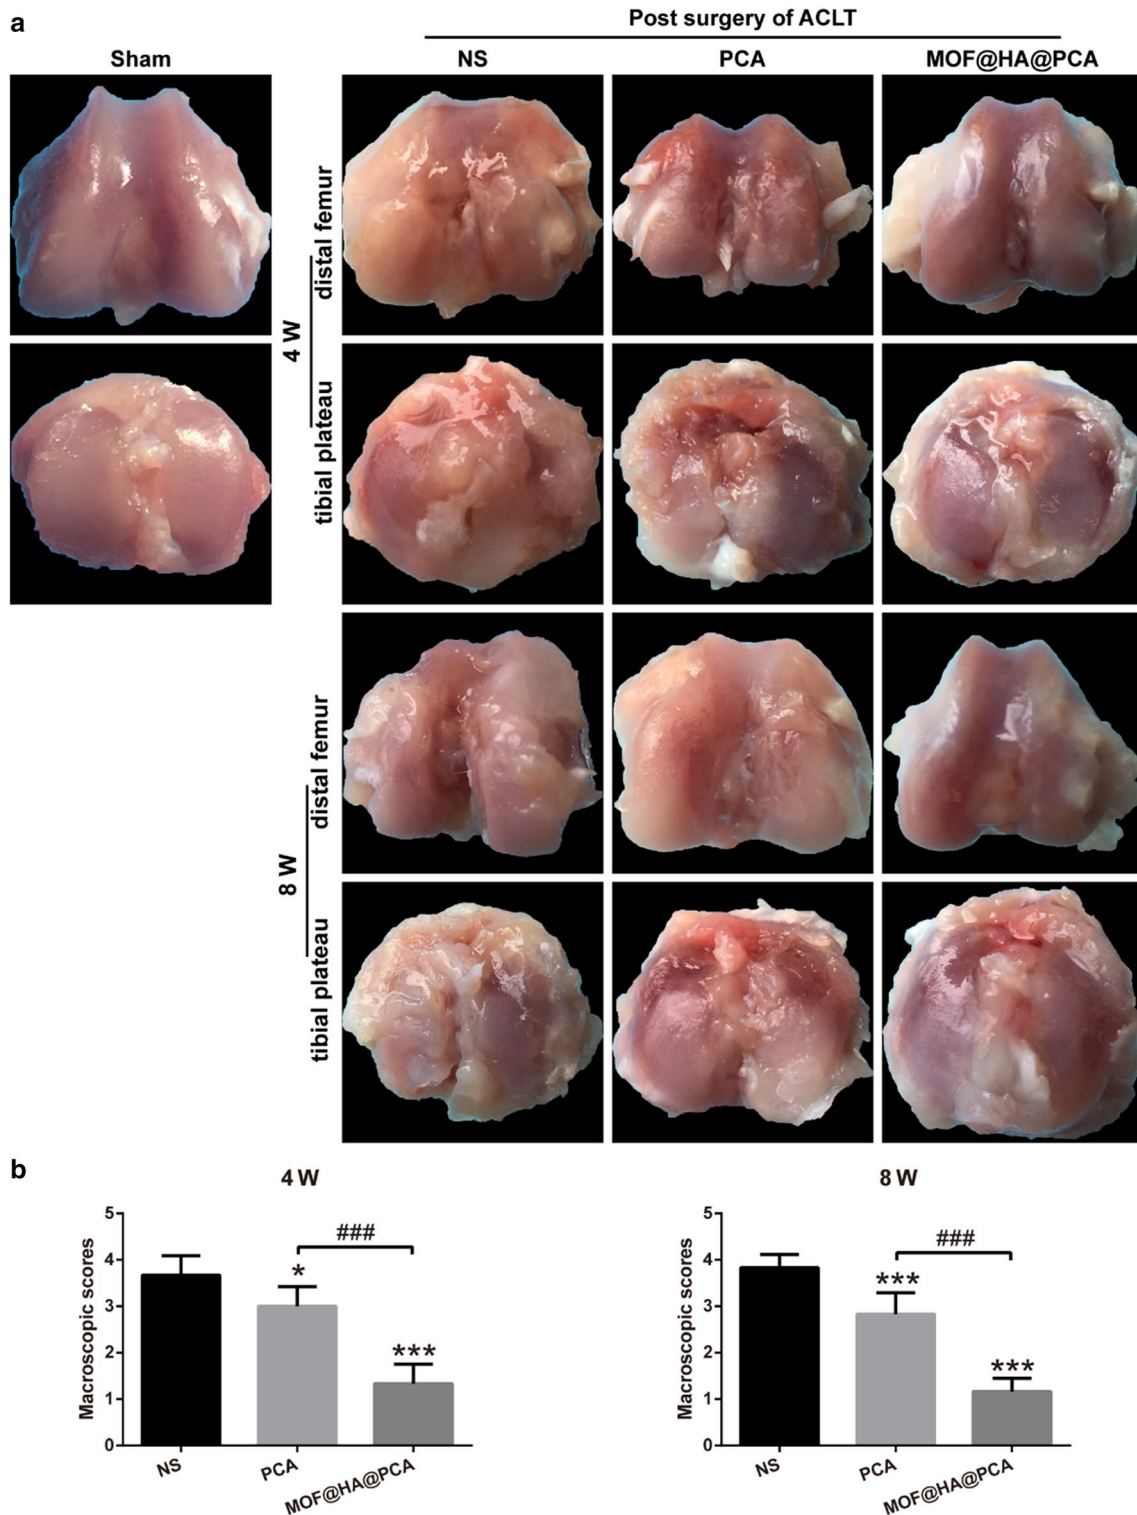 a
Post surgery of ACLT
Sham
NS
PCA
MOF@HA@PCA
4 W
distal femur
tibial plateau
8 W
distal femur
tibial plateau
b
4 W
Macroscopic scores
5
4
3
2
1
0
*
***
###
NS
PCA
MOF@HA@PCA
8 W
Macroscopic scores
5
4
3
2
1
0
***
***
###
NS
PCA
MOF@HA@PCA